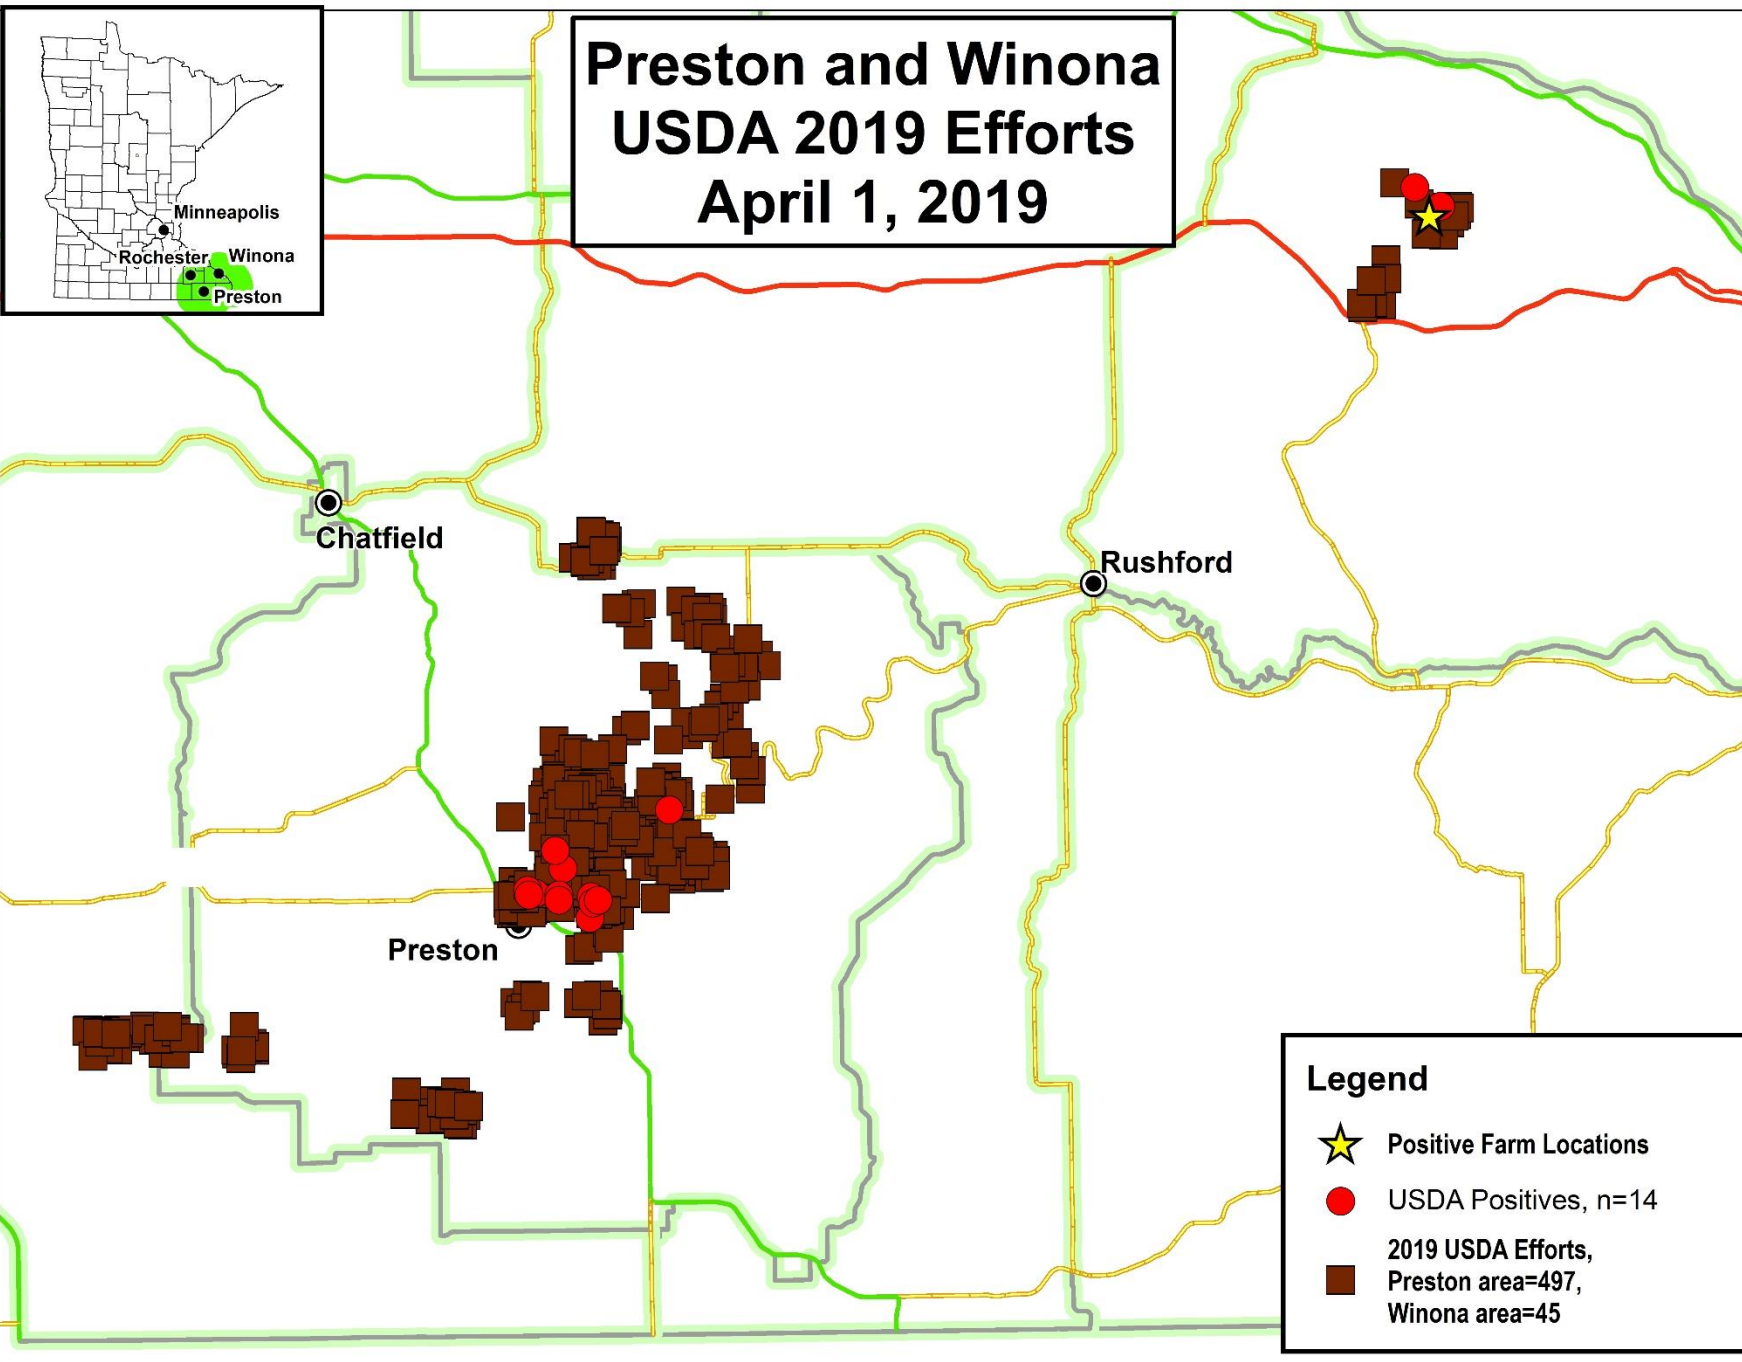 Preston and Winona
USDA 2019 Efforts
April 1, 2019
Minneapolis
Rochester
Winona
Preston
Chatfield
Rushford
Preston
Legend
Positive Farm Locations
USDA Positives, n=14
2019 USDA Efforts,
Preston area=497,
Winona area=45